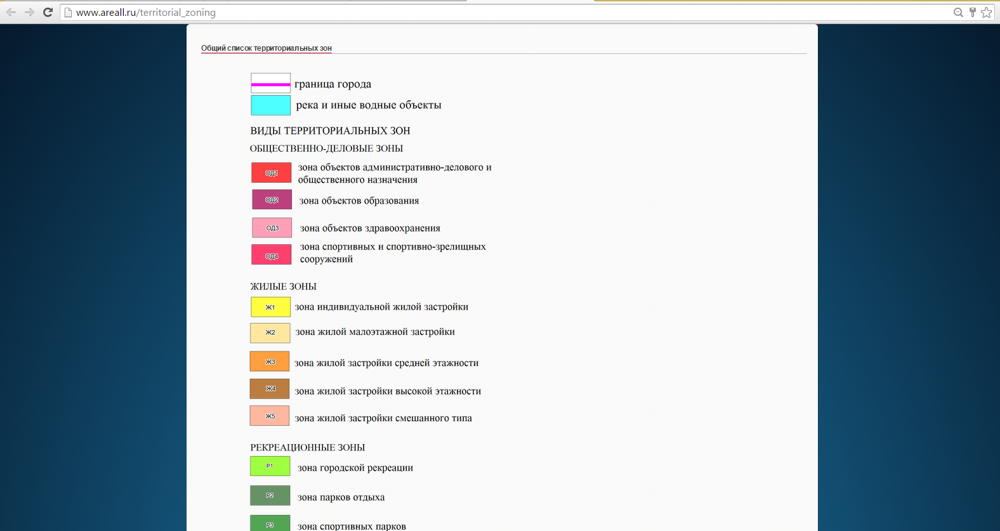 www.areall.ru/territorial_zoning
Общий список территориальных зон
граница города
река и иные водные объекты
ВИДЫ ТЕРРИТОРИАЛЬНЫХ ЗОН
ОБЩЕСТВЕННО-ДЕЛОВЫЕ ЗОНЫ
ОД1 зона объектов административно-делового и
общественного назначения
ОД2 зона объектов образования
ОД3 зона объектов здравоохранения
ОД4 зона спортивных и спортивно-зрелищных
сооружений
ЖИЛЫЕ ЗОНЫ
Ж1 зона индивидуальной жилой застройки
Ж2 зона жилой малоэтажной застройки
Ж3 зона жилой застройки средней этажности
Ж4 зона жилой застройки высокой этажности
Ж5 зона жилой застройки смешанного типа
РЕКРЕАЦИОННЫЕ ЗОНЫ
Р1 зона городской рекреации
Р2 зона парков отдыха
Р3 зона спортивных парков